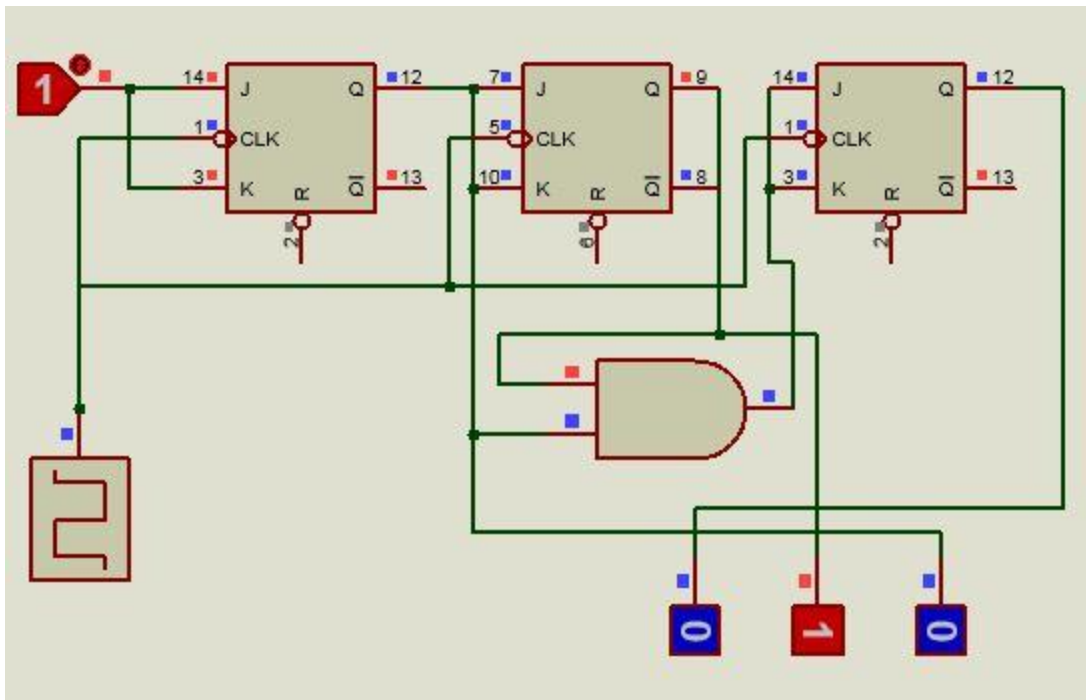 1
14 J Q 12 7 J Q 9 14 J Q 12
1 CLK 5 CLK 1 CLK
3 K Q 13 10 K Q 8 3 K Q 13
R R R
2 6 2
0 1 0